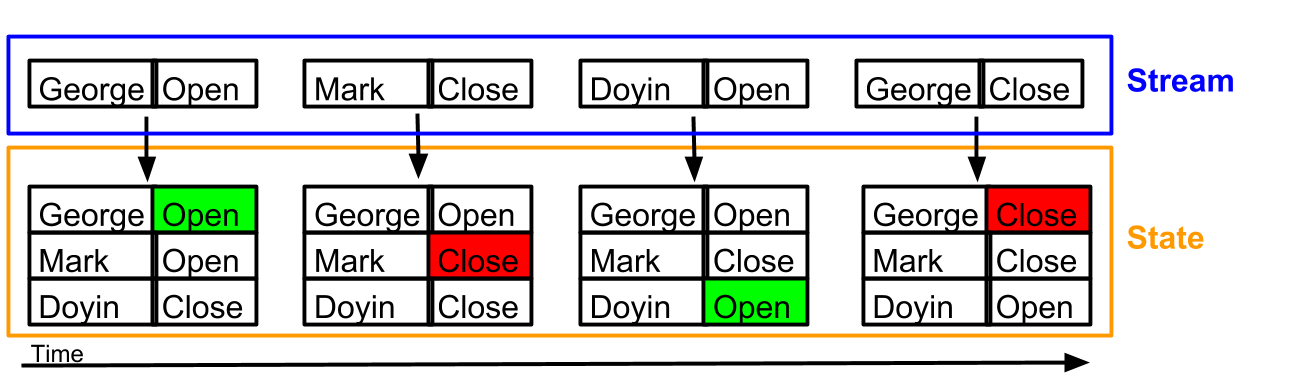 George Open Mark Close Doyin Open George Close Stream
George Open George Open George Open George Close
Mark Open Mark Close Mark Close Mark Close State
Doyin Close Doyin Close Doyin Open Doyin Open
Time